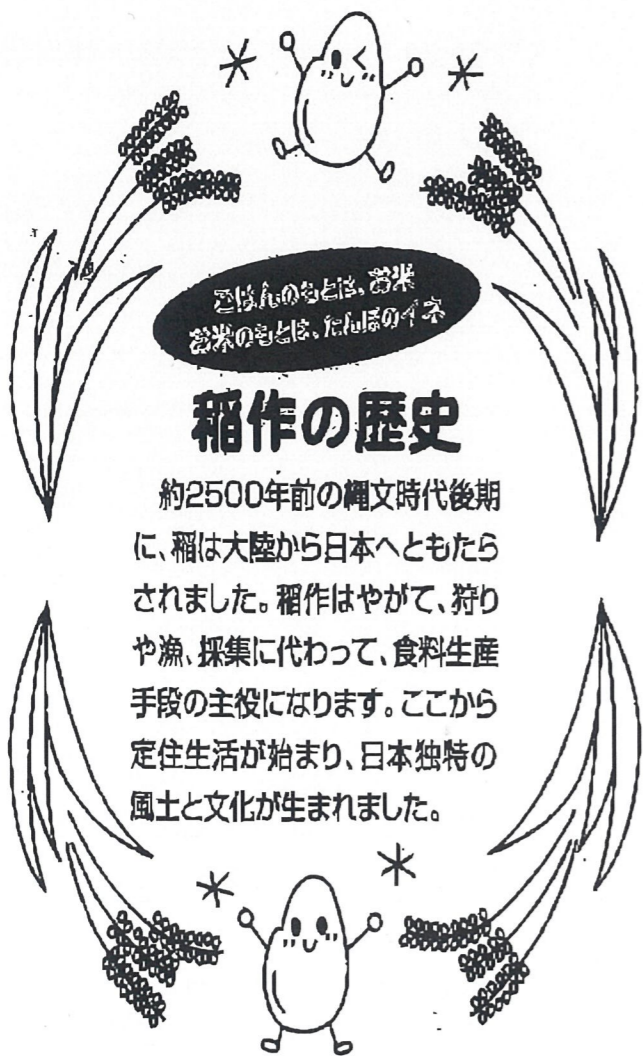 ごはんのもとは、お米
お米のもとは、たんぼのイネ
稲作の歴史
約2500年前の縄文時代後期
に、稲は大陸から日本へともたら
されました。稲作はやがて、狩り
や漁、採集に代わって、食料生産
手段の主役になります。ここから
定住生活が始まり、日本独特の
風土と文化が生まれました。